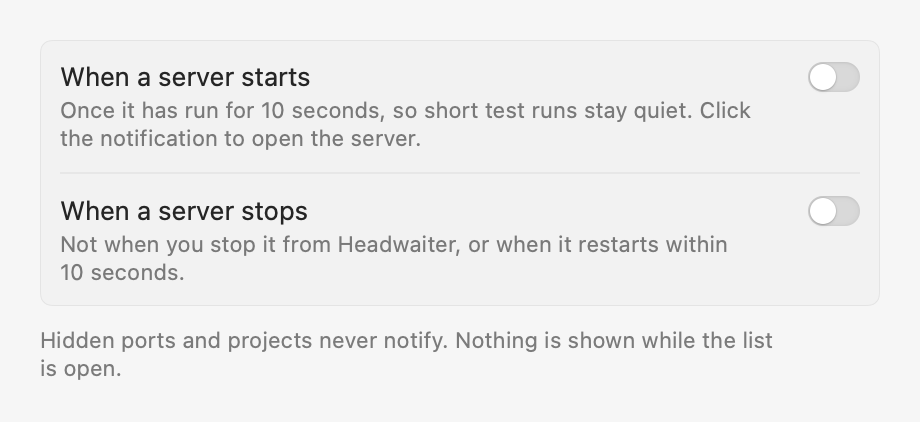 When a server starts
Once it has run for 10 seconds, so short test runs stay quiet. Click
the notification to open the server.
When a server stops
Not when you stop it from Headwaiter, or when it restarts within
10 seconds.
Hidden ports and projects never notify. Nothing is shown while the list
is open.